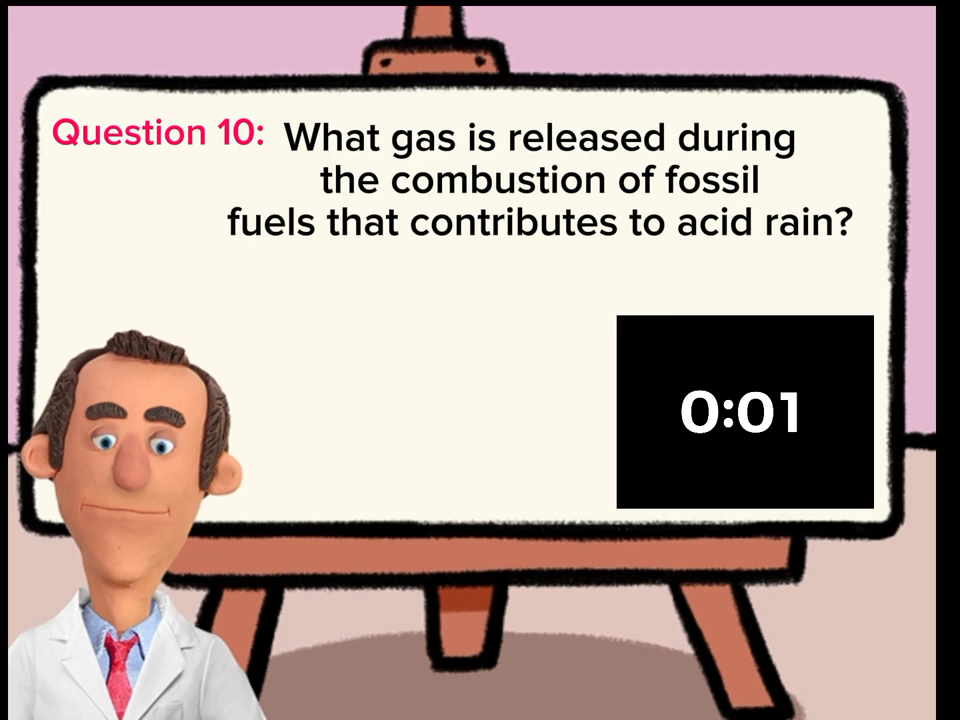 Question 10: What gas is released during
the combustion of fossil
fuels that contributes to acid rain?
0:01